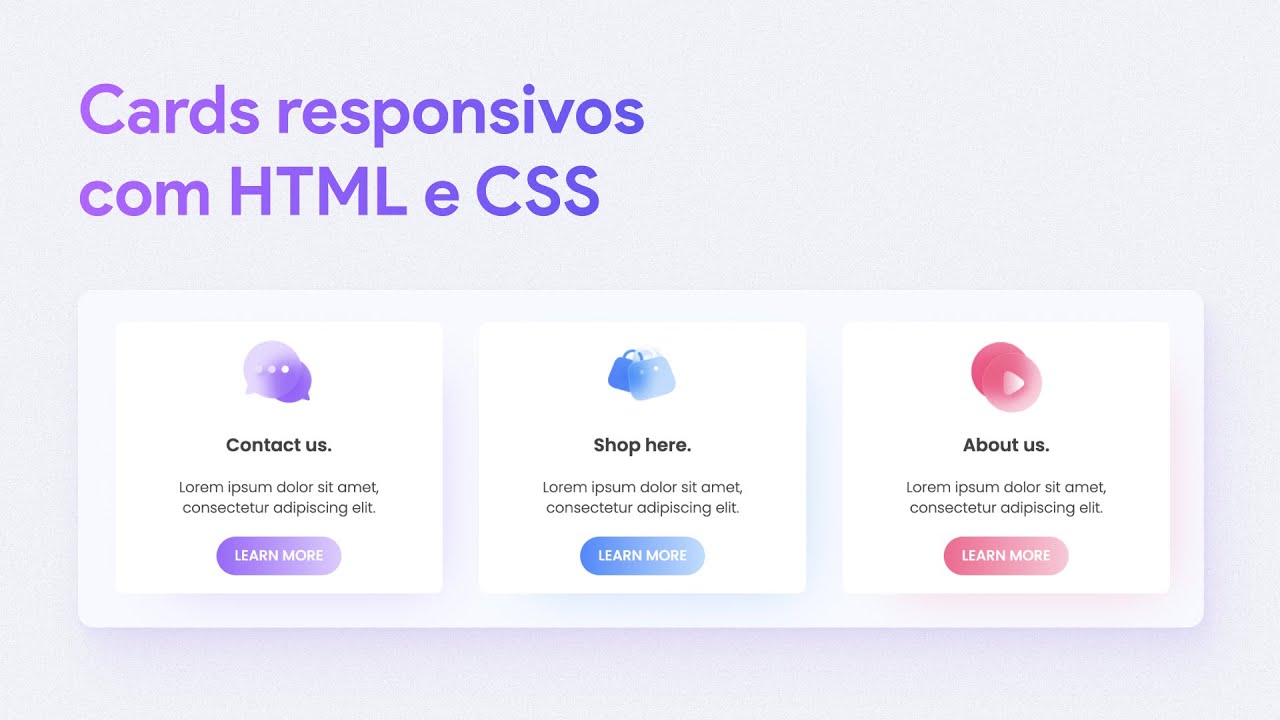 Cards responsivos
com HTML e CSS
Contact us.
Lorem ipsum dolor sit amet,
consectetur adipiscing elit.
LEARN MORE
Shop here.
Lorem ipsum dolor sit amet,
consectetur adipiscing elit.
LEARN MORE
About us.
Lorem ipsum dolor sit amet,
consectetur adipiscing elit.
LEARN MORE